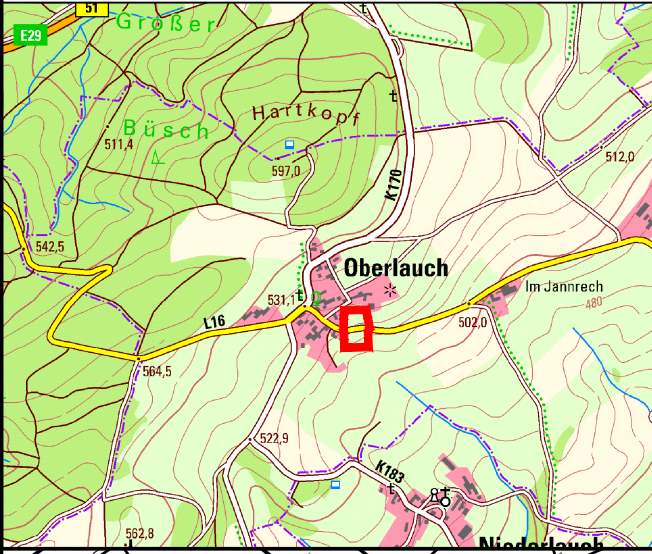 51
Großer
E29
Hartkopf
Büsch
511,4
512,0
597,0
K170
542,5
Oberlauch
Im Jannrech
531,1
480
L16
502,0
564,5
522,9
K183
562,8
Niederlauch